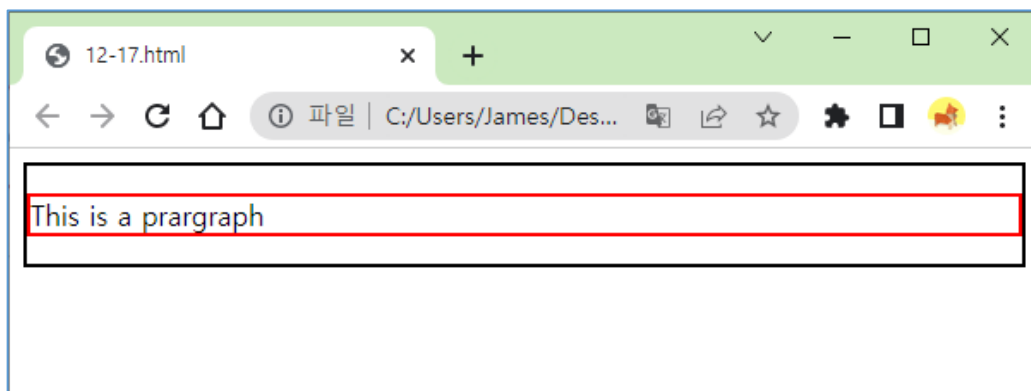 12-17.html
파일 C:/Users/James/Des...
This is a prargraph